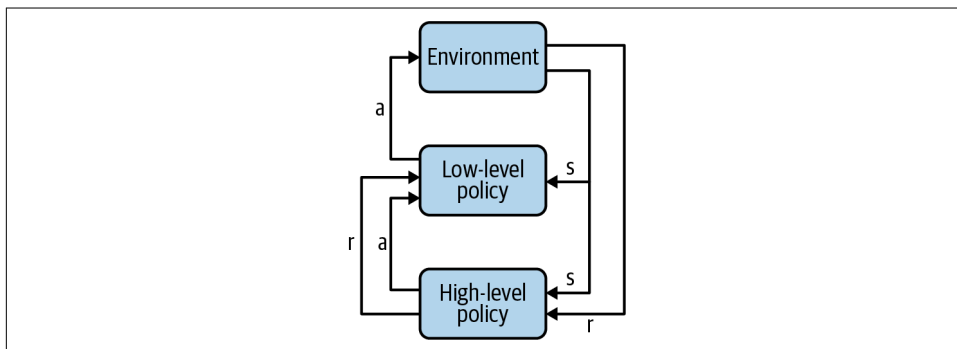 Environment
a
Low-level
policy
s
r
a
High-level
policy
s
r